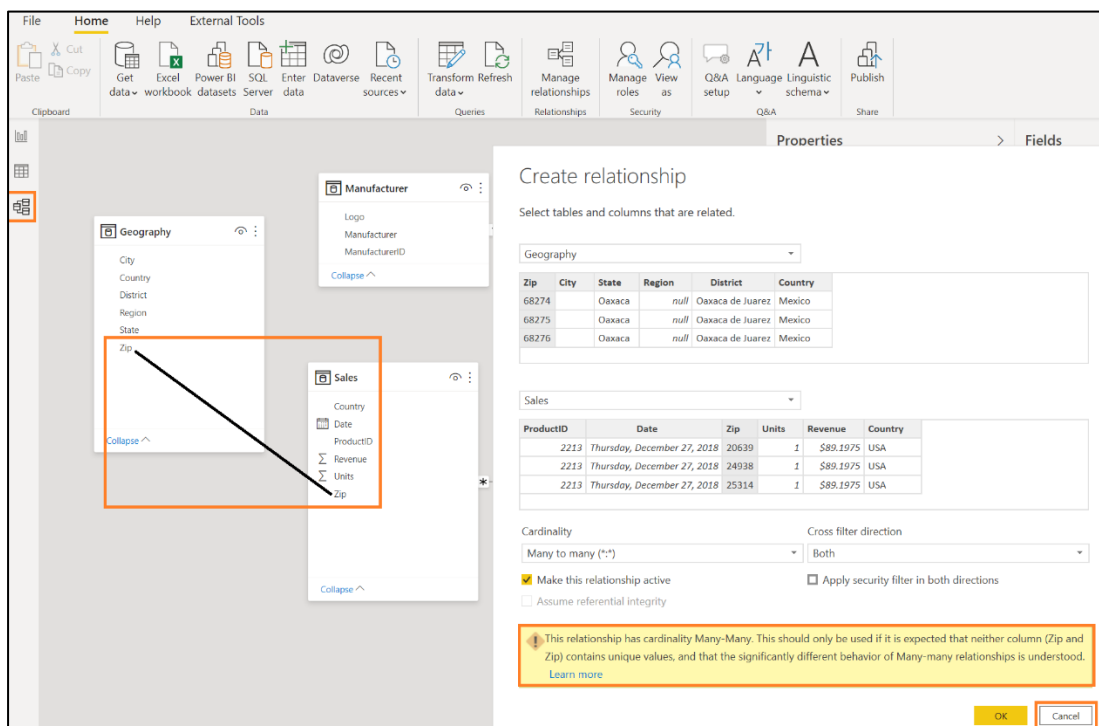 File Home Help External Tools
Cut
Copy
Paste
Get data
Excel workbook
Power BI datasets
SQL Server
Enter data
Dataverse
Recent sources
Transform data
Refresh
Manage relationships
Manage roles
View as
Q&A setup
Language
Linguistic schema
Publish
Clipboard Data Queries Relationships Security Q&A Share
Properties Fields
Manufacturer
Logo
Manufacturer
ManufacturerID
Collapse
Geography
City
Country
District
Region
State
Zip
Collapse
Sales
Country
Date
ProductID
Revenue
Units
Zip
Collapse
Create relationship
Select tables and columns that are related.
Geography
Zip City State Region District Country
68274 Oaxaca null Oaxaca de Juarez Mexico
68275 Oaxaca null Oaxaca de Juarez Mexico
68276 Oaxaca null Oaxaca de Juarez Mexico
Sales
ProductID Date Zip Units Revenue Country
2213 Thursday, December 27, 2018 20639 1 $89.1975 USA
2213 Thursday, December 27, 2018 24938 1 $89.1975 USA
2213 Thursday, December 27, 2018 25314 1 $89.1975 USA
Cardinality Cross filter direction
Many to many (*:*) Both
Make this relationship active Apply security filter in both directions
Assume referential integrity
This relationship has cardinality Many-Many. This should only be used if it is expected that neither column (Zip and
Zip) contains unique values, and that the significantly different behavior of Many-many relationships is understood.
Learn more
OK Cancel